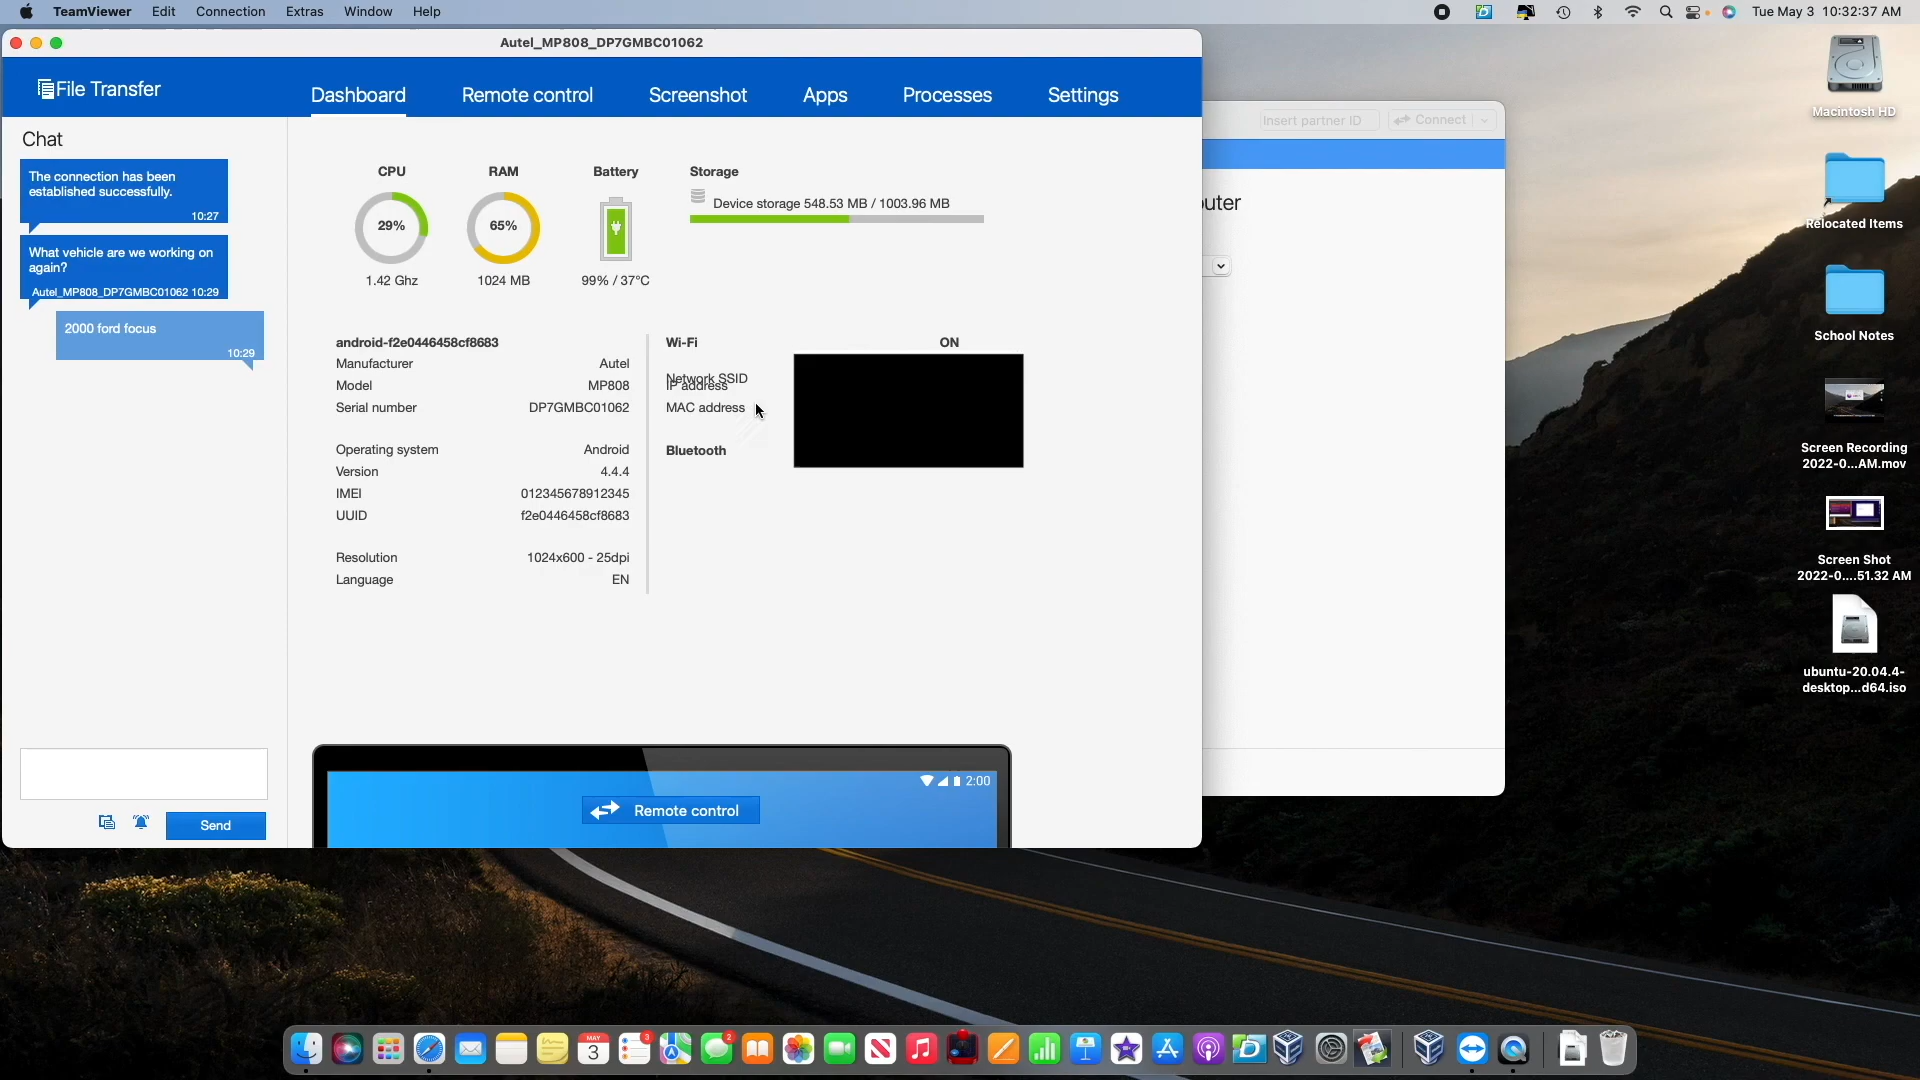 TeamViewer Edit Connection Extras Window Help
Tue May 3 10:32:37 AM
Autel_MP808_DP7GMBC01062
File Transfer
Dashboard Remote control Screenshot Apps Processes Settings
Insert partner ID Connect
Chat
The connection has been
established successfully.
10:27
What vehicle are we working on
again?
Autel_MP808_DP7GMBC01062 10:29
2000 ford focus
10:29
CPU RAM Battery Storage
29% 65%
Device storage 548.53 MB / 1003.96 MB
1.42 Ghz 1024 MB 99% / 37°C
android-f2e0446458cf8683
Manufacturer Autel
Model MP808
Serial number DP7GMBC01062
Operating system Android
Version 4.4.4
IMEI 012345678912345
UUID f2e0446458cf8683
Resolution 1024x600 - 25dpi
Language EN
Wi-Fi ON
Network SSID
IP address
MAC address
Bluetooth
2:00
Remote control
Send
uter
Macintosh HD
Relocated Items
School Notes
Screen Recording
2022-0...AM.mov
Screen Shot
2022-0....51.32 AM
ubuntu-20.04.4-
desktop...d64.iso
MAY
3
3
2